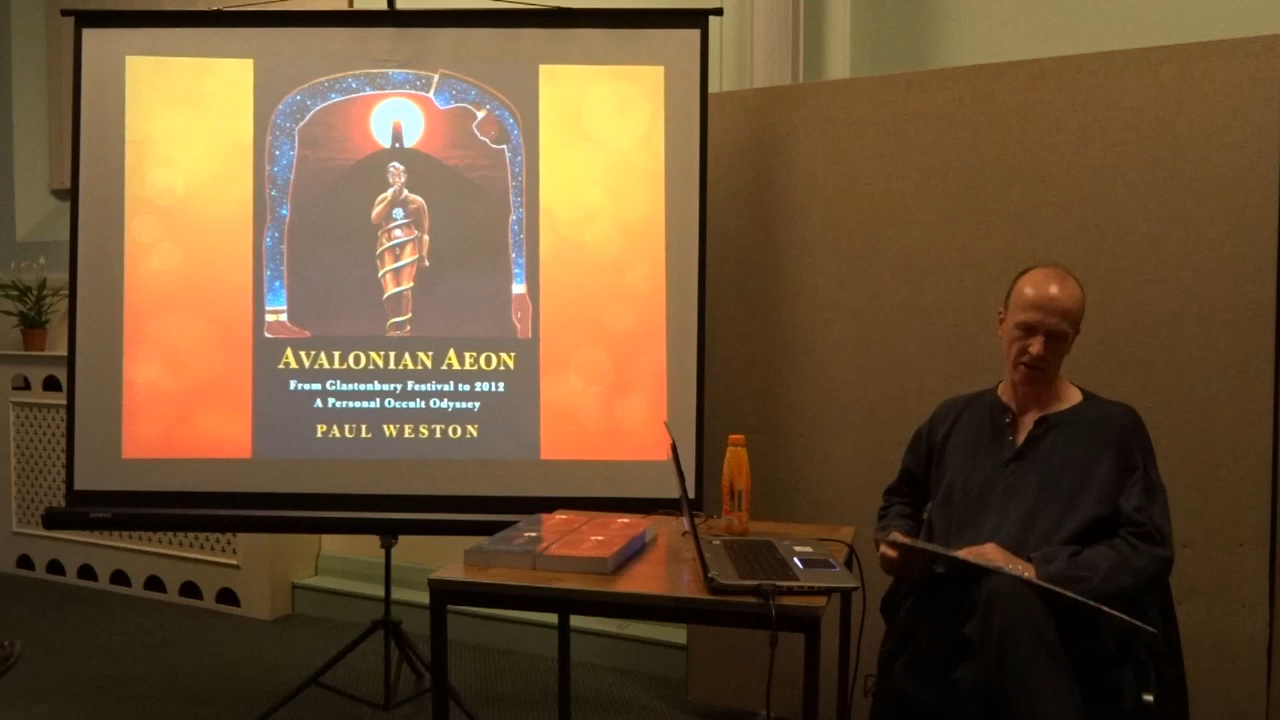 AVALONIAN AEON
From Glastonbury Festival to 2012
A Personal Occult Odyssey
PAUL WESTON